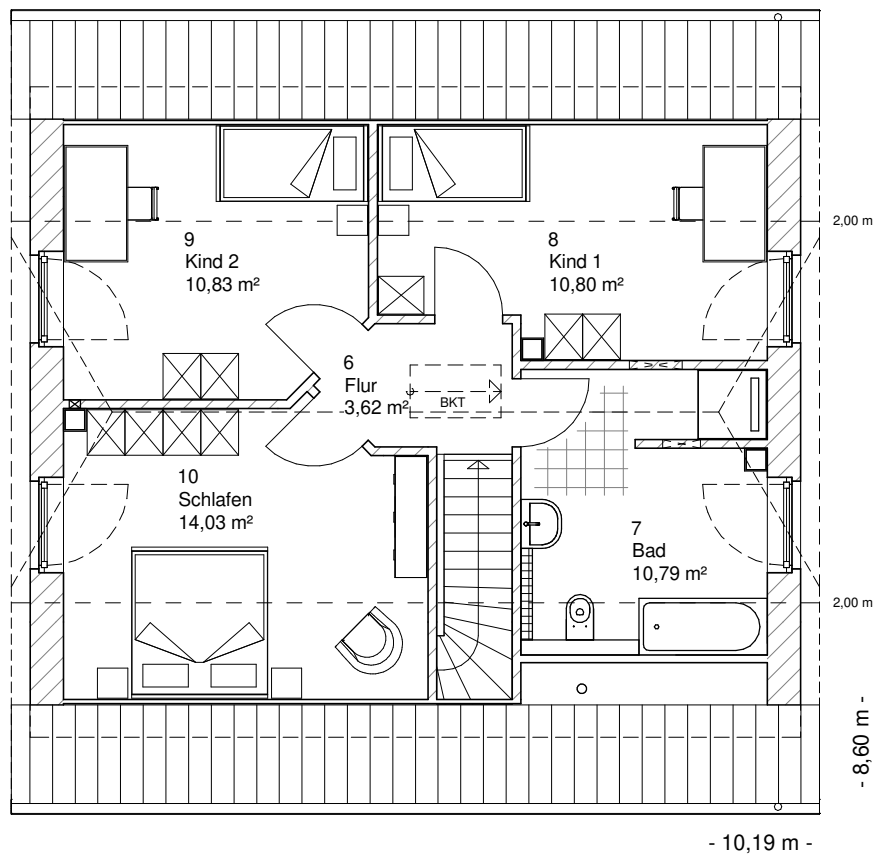 2,00 m
9
Kind 2
10,83 m²
8
Kind 1
10,80 m²
6
Flur
3,62 m²
BKT
10
Schlafen
14,03 m²
7
Bad
10,79 m²
2,00 m
- 8,60 m -
- 10,19 m -